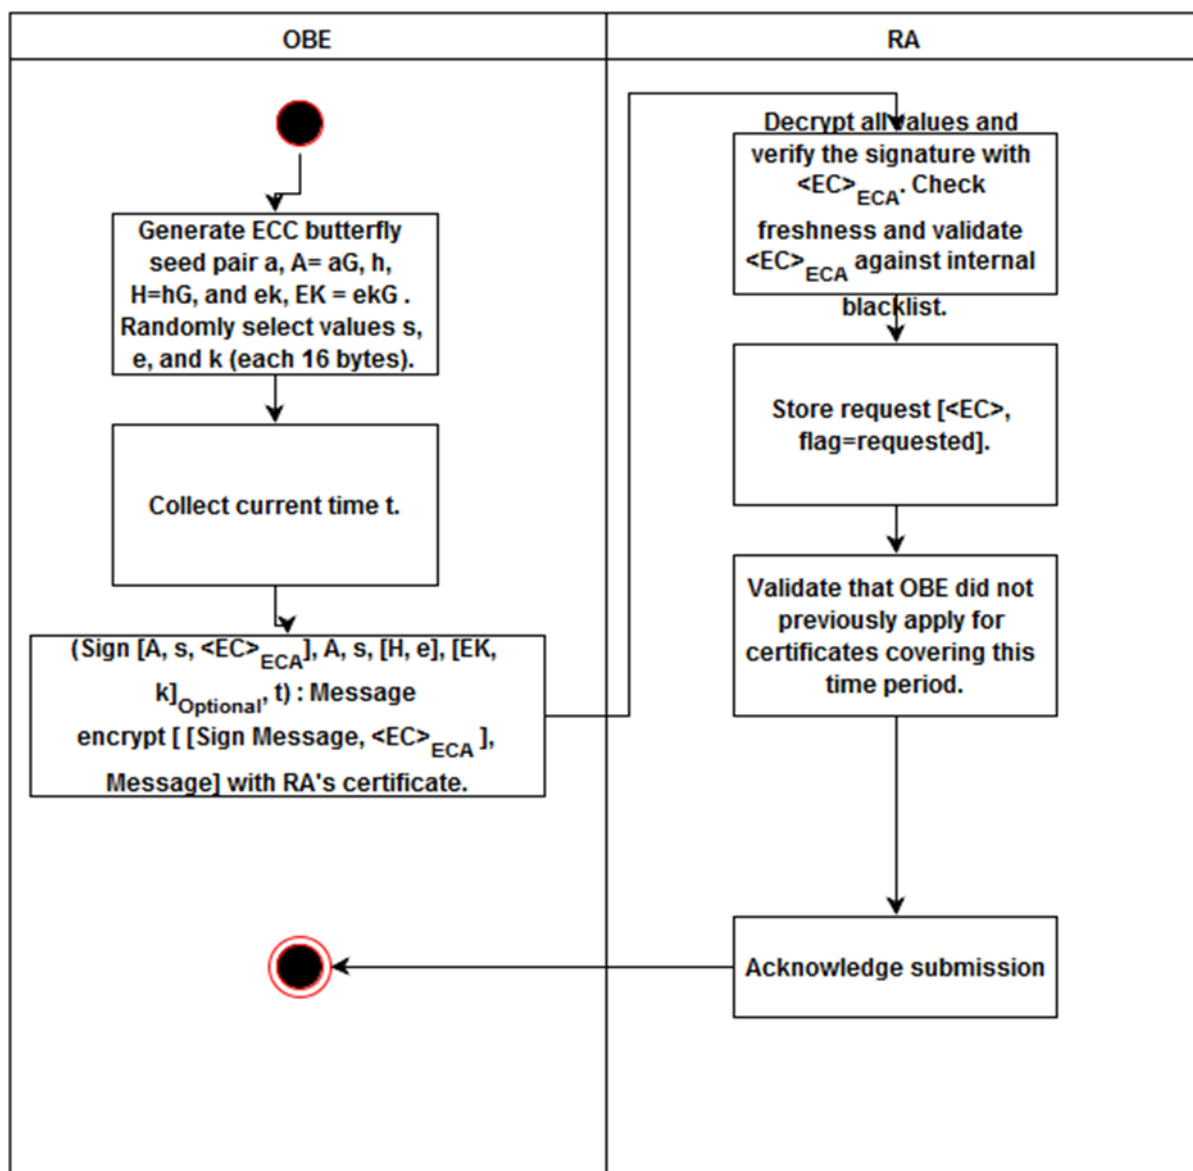 OBE
RA
Generate ECC butterfly
seed pair a, A= aG, h,
H=hG, and ek, EK = ekG .
Randomly select values s,
e, and k (each 16 bytes).
Collect current time t.
(Sign [A, s, <EC>ECA], A, s, [H, e], [EK,
k]Optional, t) : Message
encrypt [ [Sign Message, <EC>ECA ],
Message] with RA's certificate.
Decrypt all values and
verify the signature with
<EC>ECA. Check
freshness and validate
<EC>ECA against internal
blacklist.
Store request [<EC>,
flag=requested].
Validate that OBE did not
previously apply for
certificates covering this
time period.
Acknowledge submission